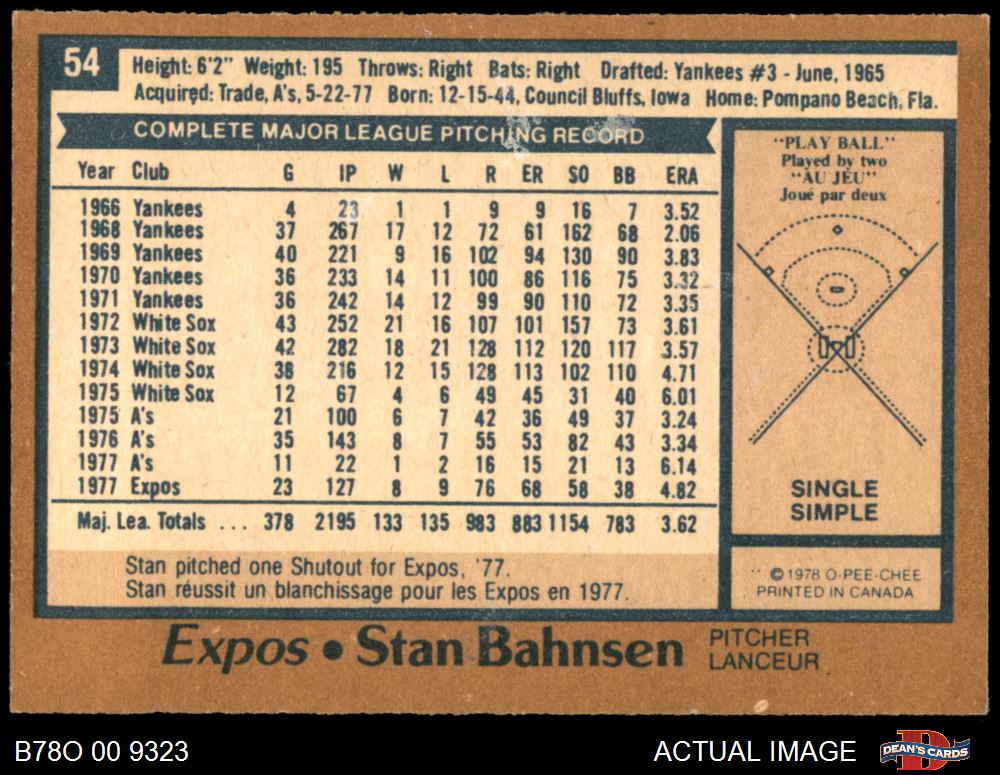 54
Height: 6'2" Weight: 195 Throws: Right Bats: Right Drafted: Yankees #3 - June, 1965
Acquired: Trade, A's, 5-22-77 Born: 12-15-44, Council Bluffs, Iowa Home: Pompano Beach, Fla.
COMPLETE MAJOR LEAGUE PITCHING RECORD
Year Club G IP W L R ER SO BB ERA
1966 Yankees 4 23 1 1 9 9 16 7 3.52
1968 Yankees 37 267 17 12 72 61 162 68 2.06
1969 Yankees 40 221 9 16 102 94 130 90 3.83
1970 Yankees 36 233 14 11 100 86 116 75 3.32
1971 Yankees 36 242 14 12 99 90 110 72 3.35
1972 White Sox 43 252 21 16 107 101 157 73 3.61
1973 White Sox 42 282 18 21 128 112 120 117 3.57
1974 White Sox 38 216 12 15 128 113 102 110 4.71
1975 White Sox 12 67 4 6 49 45 31 40 6.01
1975 A's 21 100 6 7 42 36 49 37 3.24
1976 A's 35 143 8 7 55 53 82 43 3.34
1977 A's 11 22 1 2 16 15 21 13 6.14
1977 Expos 23 127 8 9 76 68 58 38 4.82
Maj. Lea. Totals ... 378 2195 133 135 983 883 1154 783 3.62
Stan pitched one Shutout for Expos, '77.
Stan réussit un blanchissage pour les Expos en 1977.
"PLAY BALL"
Played by two
"AU JEU"
Joué par deux
SINGLE
SIMPLE
© 1978 O-PEE-CHEE
PRINTED IN CANADA
Expos • Stan Bahnsen
PITCHER
LANCEUR
B78O 00 9323
ACTUAL IMAGE
DEAN'S CARDS